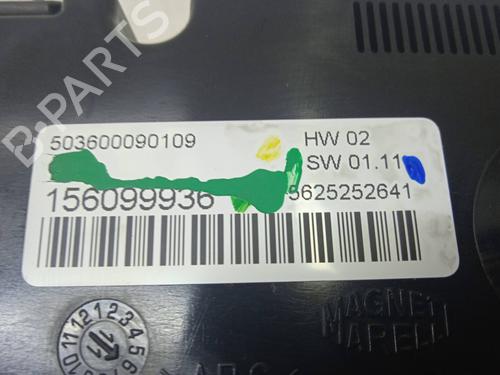 B-PARTS
503600090109
HW 02
SW 01.11
156099936
5625252641
MAGNETI
MARELLI